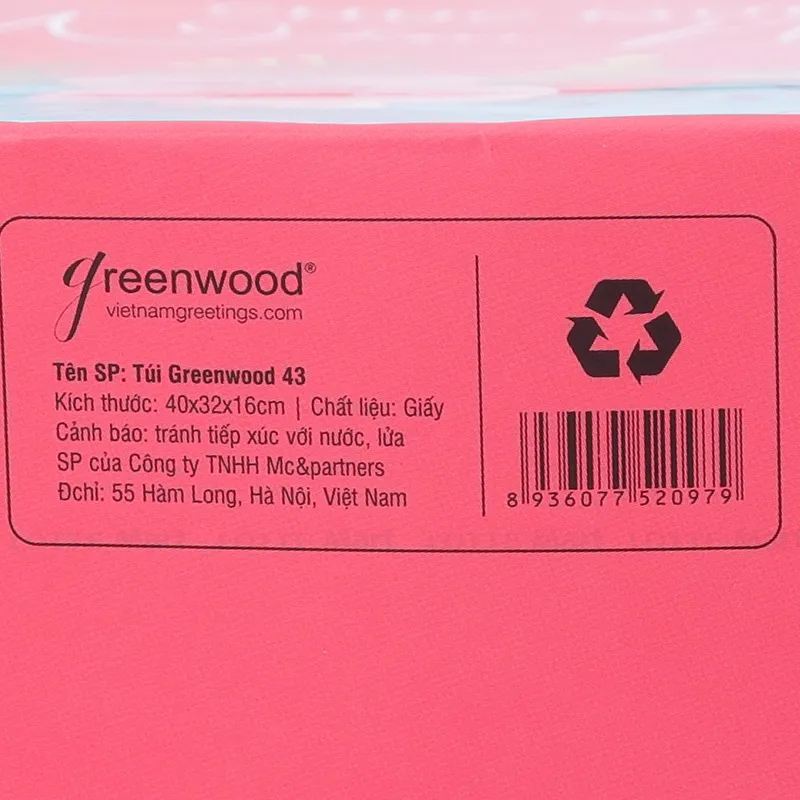 greenwood®
vietnamgreetings.com
Tên SP: Túi Greenwood 43
Kích thước: 40x32x16cm | Chất liệu: Giấy
Cảnh báo: tránh tiếp xúc với nước, lửa
SP của Công ty TNHH Mc&partners
Đchỉ: 55 Hàm Long, Hà Nội, Việt Nam
8 936077 520979